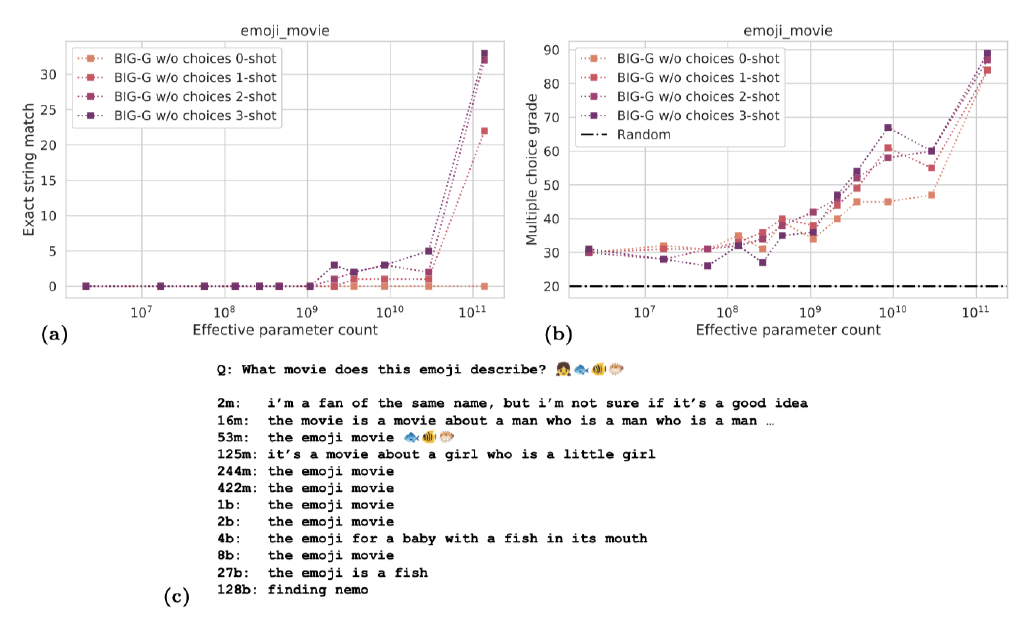 emoji_movie
BIG-G w/o choices 0-shot
BIG-G w/o choices 1-shot
BIG-G w/o choices 2-shot
BIG-G w/o choices 3-shot
Exact string match
30
25
20
15
10
5
0
10⁷ 10⁸ 10⁹ 10¹⁰ 10¹¹
Effective parameter count
(a)
emoji_movie
BIG-G w/o choices 0-shot
BIG-G w/o choices 1-shot
BIG-G w/o choices 2-shot
BIG-G w/o choices 3-shot
Random
Multiple choice grade
90
80
70
60
50
40
30
20
10⁷ 10⁸ 10⁹ 10¹⁰ 10¹¹
Effective parameter count
(b)
Q: What movie does this emoji describe? 👧🐟🐠🐡
2m: i'm a fan of the same name, but i'm not sure if it's a good idea
16m: the movie is a movie about a man who is a man who is a man …
53m: the emoji movie 🐟🐠🐡
125m: it's a movie about a girl who is a little girl
244m: the emoji movie
422m: the emoji movie
1b: the emoji movie
2b: the emoji movie
4b: the emoji for a baby with a fish in its mouth
8b: the emoji movie
27b: the emoji is a fish
128b: finding nemo
(c)